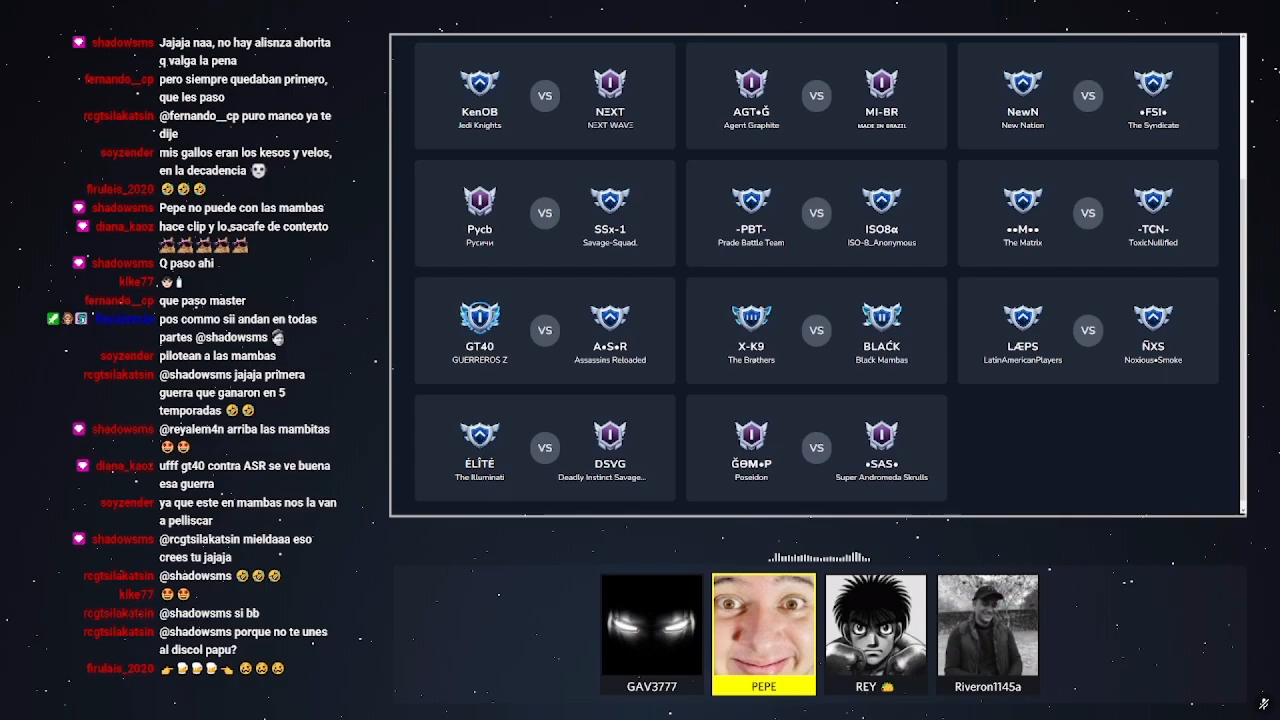 shadowsms Jajaja naa, no hay alisnza ahorita
q valga la pena
fernando__cp pero siempre quedaban primero,
que les paso
rcgtsilakatsin @fernando__cp puro manco ya te
dije
soyzender mis gallos eran los kesos y velos,
en la decadencia 💀
firulais_2020 🤣🤣🤣
shadowsms Pepe no puede con las mambas
diana_kaoz hace clip y lo,sacafe de contexto
shadowsms Q paso ahi
klke77
fernando__cp que paso master
pos commo sii andan en todas
partes @shadowsms 🗿
soyzender pilotean a las mambas
rcgtsilakatsin @shadowsms jajaja primera
guerra que ganaron en 5
temporadas 🤣🤣
shadowsms @reyalem4n arriba las mambitas
🤩🤩
diana_kaoz ufff gt40 contra ASR se ve buena
esa guerra
soyzender ya que este en mambas nos la van
a pelliscar
shadowsms @rcgtsilakatsin mieldaaa eso
crees tu jajaja
rcgtsilakatsin @shadowsms 🤣🤣🤣
klke77 🤩🤩
rcgtsilakatsin @shadowsms si bb
rcgtsilakatsin @shadowsms porque no te unes
al discol papu?
firulais_2020 👉🍺🍺🍺👈
KenOB VS NΞXT
Jedi Knights NΞXT WAVΞ
AGT•Ğ VS MI-BR
Agent Graphite MADE IN BRAZIL
NewN VS •FSI•
New Nation The Syndicate
Pycb VS SSx-1
Русичи Savage-Squad.
-PBT- VS ISO8α
Prade Battle Team ISO-8_Anonymous
••M•• VS -TCN-
The Matrix ToxicNullified
GT40 VS A•S•R
GUERREROS Z Assassins Reloaded
X-K9 VS BLAĆK
The Brøthers Black Mambas
LÆPS VS ÑXS
LatinAmericanPlayers Noxious•Smoke
ÉLÎTÉ VS DSVG
The Illuminati Deadly Instinct Savage...
ĞΘM•P VS •SAS•
Poseidon Super Andromeda Skrulls
GAV3777
PEPE
REY 🌮
Riveron1145a